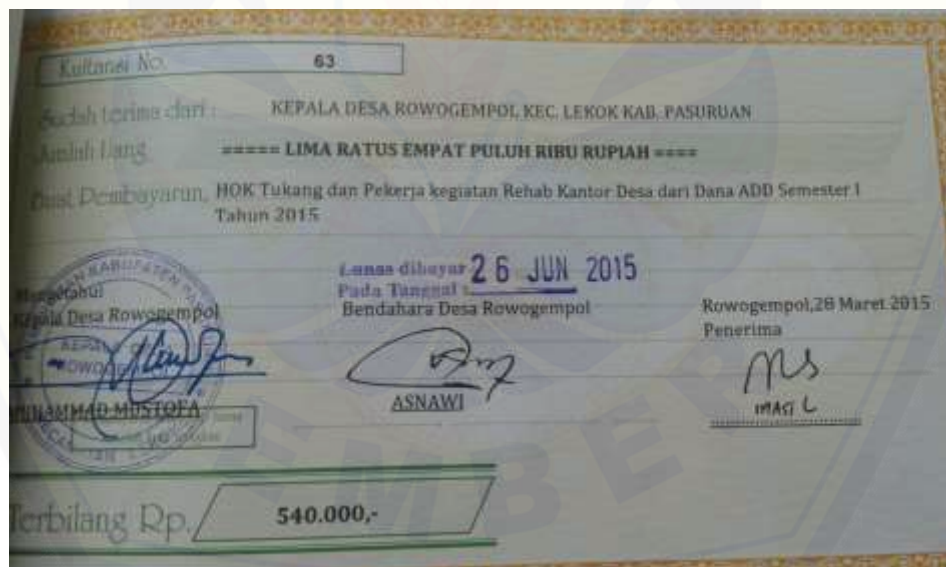 Kuitansi No. 63
Sudah terima dari : KEPALA DESA ROWOGEMPOL KEC. LEKOK KAB. PASURUAN
Jumlah Uang ===== LIMA RATUS EMPAT PULUH RIBU RUPIAH ====
Buat Pembayaran, HOK Tukang dan Pekerja kegiatan Rehab Kantor Desa dari Dana ADD Semester I
Tahun 2015
Lunas dibayar 26 JUN 2015
Pada Tanggal :
Mengetahui
Kepala Desa Rowogempol
Bendahara Desa Rowogempol
Rowogempol,28 Maret 2015
Penerima
MUHAMMAD MUSTOFA
ASNAWI
Terbilang Rp. 540.000,-
JEMBER